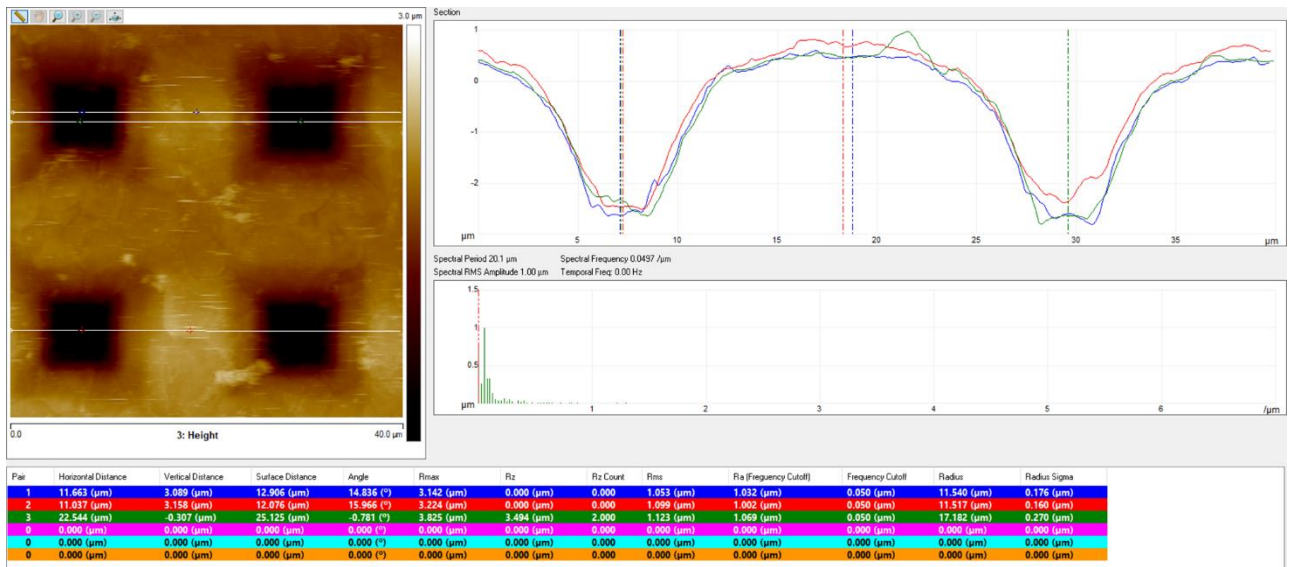 3.0 µm
0.0
3: Height
40.0 µm
Section
1
0
-1
-2
µm
5
10
15
20
25
30
35
µm
Spectral Period 20.1 µm Spectral Frequency 0.0497 /µm
Spectral RMS Amplitude 1.00 µm Temporal Freq: 0.00 Hz
1.5
1
0.5
µm
1
2
3
4
5
6
/µm
Pair Horizontal Distance Vertical Distance Surface Distance Angle Rmax Rz Rz Count Rms Ra (Frequency Cutoff) Frequency Cutoff Radius Radius Sigma
1 11.663 (µm) 3.089 (µm) 12.906 (µm) 14.836 (º) 3.142 (µm) 0.000 (µm) 0.000 1.053 (µm) 1.032 (µm) 0.050 (µm) 11.540 (µm) 0.176 (µm)
2 11.037 (µm) 3.158 (µm) 12.076 (µm) 15.966 (º) 3.224 (µm) 0.000 (µm) 0.000 1.099 (µm) 1.002 (µm) 0.050 (µm) 11.517 (µm) 0.160 (µm)
3 22.544 (µm) -0.307 (µm) 25.125 (µm) -0.781 (º) 3.825 (µm) 3.494 (µm) 2.000 1.123 (µm) 1.069 (µm) 0.050 (µm) 17.182 (µm) 0.270 (µm)
0 0.000 (µm) 0.000 (µm) 0.000 (µm) 0.000 (º) 0.000 (µm) 0.000 (µm) 0.000 0.000 (µm) 0.000 (µm) 0.000 (µm) 0.000 (µm) 0.000 (µm)
0 0.000 (µm) 0.000 (µm) 0.000 (µm) 0.000 (º) 0.000 (µm) 0.000 (µm) 0.000 0.000 (µm) 0.000 (µm) 0.000 (µm) 0.000 (µm) 0.000 (µm)
0 0.000 (µm) 0.000 (µm) 0.000 (µm) 0.000 (º) 0.000 (µm) 0.000 (µm) 0.000 0.000 (µm) 0.000 (µm) 0.000 (µm) 0.000 (µm) 0.000 (µm)